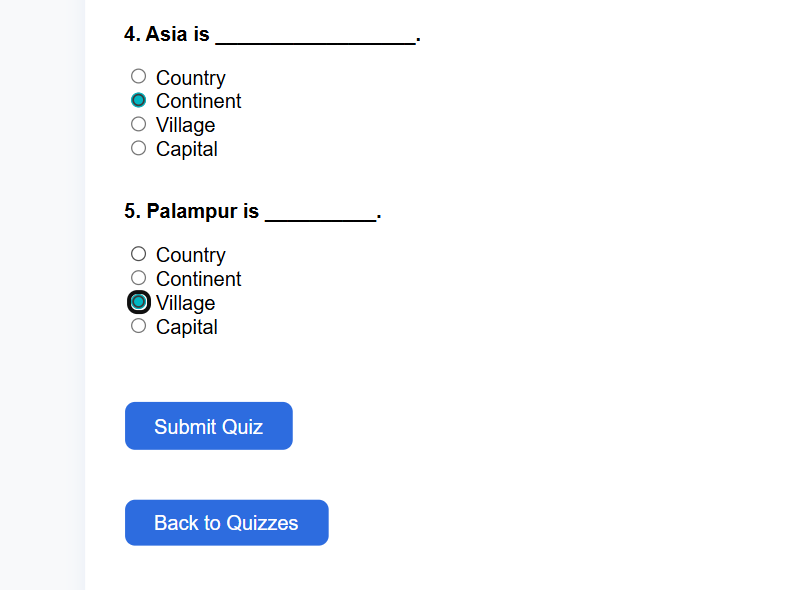 4. Asia is __________________.
Country
Continent
Village
Capital
5. Palampur is __________.
Country
Continent
Village
Capital
Submit Quiz
Back to Quizzes